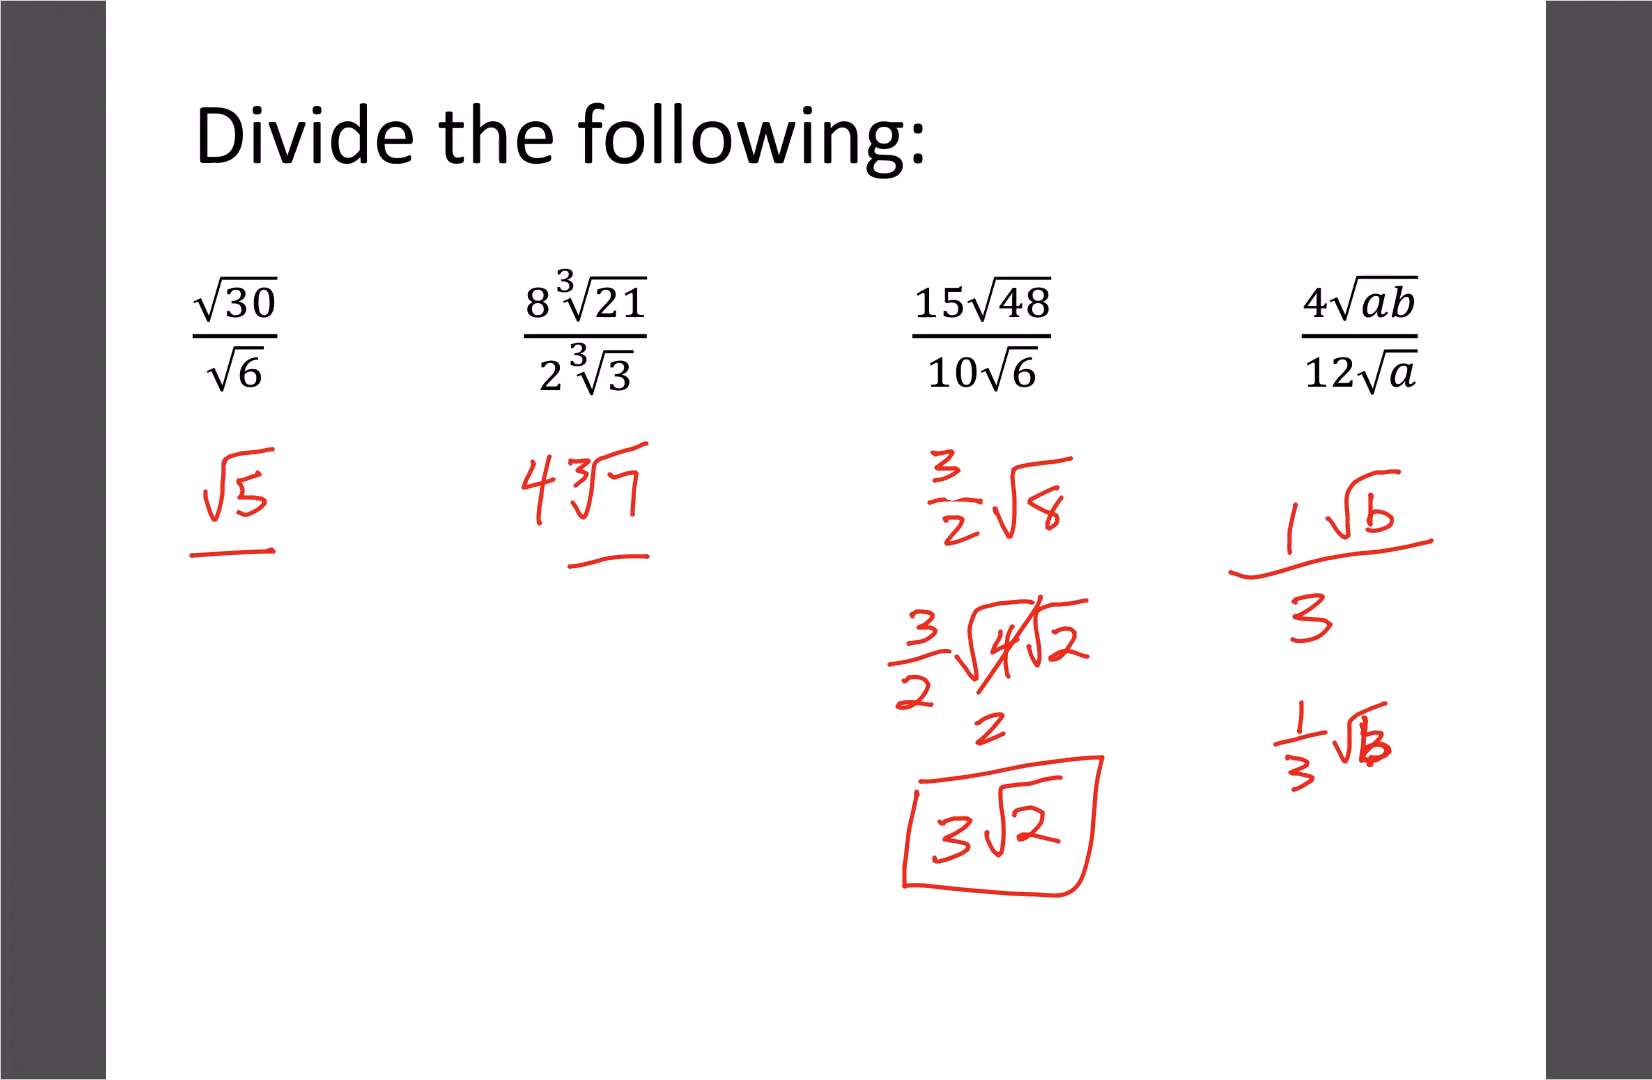 Divide the following:
√30/√6
8∛21/2∛3
15√48/10√6
4√ab/12√a
√5
4∛7
3/2 √8
1√b/3
3/2 √4√2
2
1/3 √b
3√2